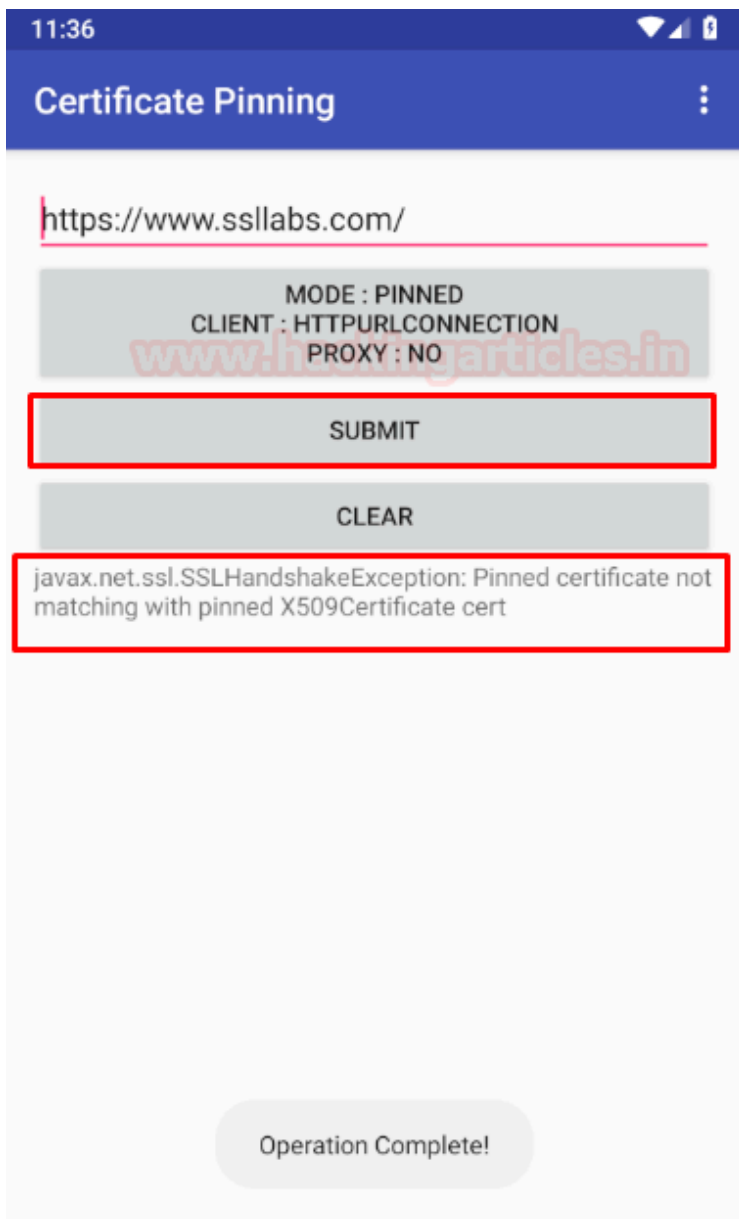 11:36
Certificate Pinning
https://www.ssllabs.com/
MODE : PINNED
CLIENT : HTTPURLCONNECTION
PROXY : NO
www.hackingarticles.in
SUBMIT
CLEAR
javax.net.ssl.SSLHandshakeException: Pinned certificate not
matching with pinned X509Certificate cert
Operation Complete!